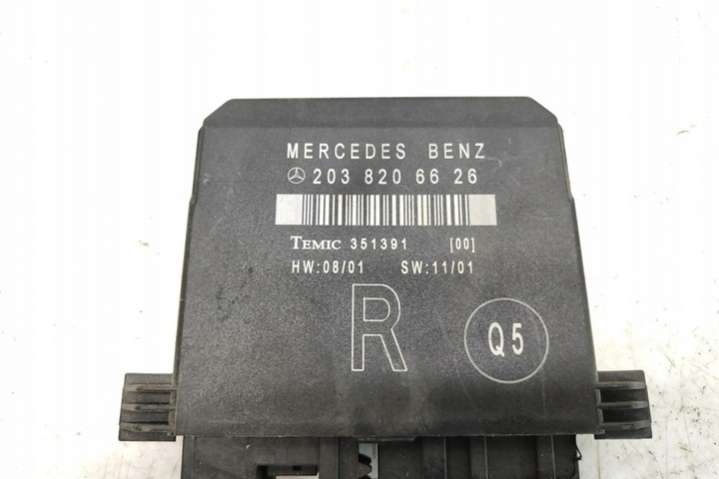 MERCEDES BENZ
203 820 66 26
TEMIC 351391 [00]
HW:08/01 SW:11/01
R
Q5